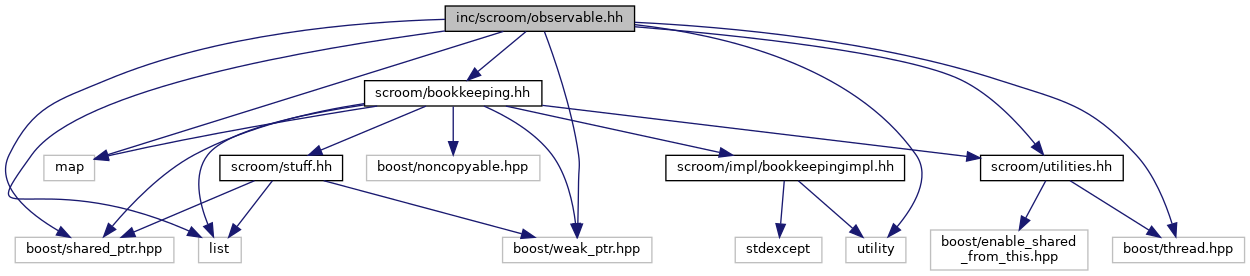 inc/scroom/observable.hh
scroom/bookkeeping.hh
map
scroom/stuff.hh
boost/noncopyable.hpp
scroom/impl/bookkeepingimpl.hh
scroom/utilities.hh
boost/shared_ptr.hpp
list
boost/weak_ptr.hpp
stdexcept
utility
boost/enable_shared
_from_this.hpp
boost/thread.hpp